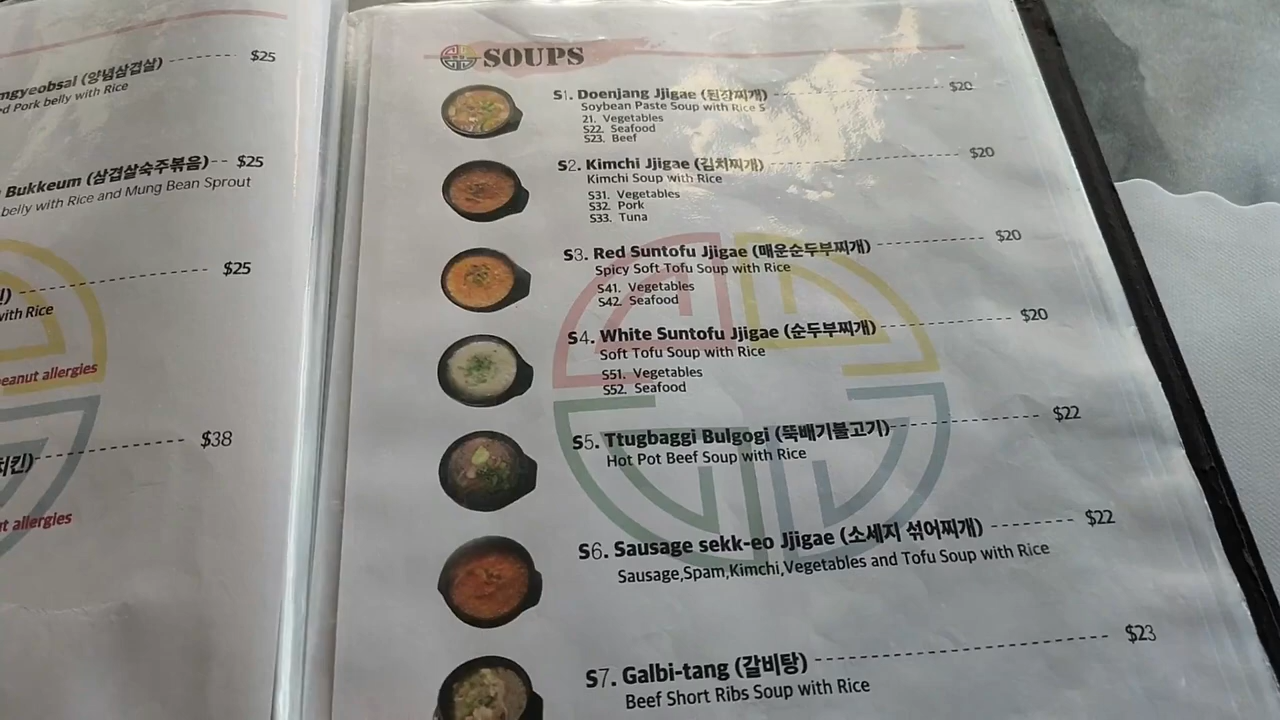 (양념삼겹살) $25
Pork belly with Rice
Bukkeum (삼겹살숙주볶음) $25
belly with Rice and Mung Bean Sprout
$25
with Rice
peanut allergies
$38
allergies
SOUPS
S1. Doenjang Jjigae (된장찌개) $20
Soybean Paste Soup with Rice S
21. Vegetables
S22. Seafood
S23. Beef
S2. Kimchi Jjigae (김치찌개) $20
Kimchi Soup with Rice
S31. Vegetables
S32. Pork
S33. Tuna
S3. Red Suntofu Jjigae (매운순두부찌개) $20
Spicy Soft Tofu Soup with Rice
S41. Vegetables
S42. Seafood
S4. White Suntofu Jjigae (순두부찌개) $20
Soft Tofu Soup with Rice
S51. Vegetables
S52. Seafood
S5. Ttugbaggi Bulgogi (뚝배기불고기) $22
Hot Pot Beef Soup with Rice
S6. Sausage sekk-eo Jjigae (소세지 섞어찌개) $22
Sausage,Spam,Kimchi,Vegetables and Tofu Soup with Rice
S7. Galbi-tang (갈비탕) $23
Beef Short Ribs Soup with Rice